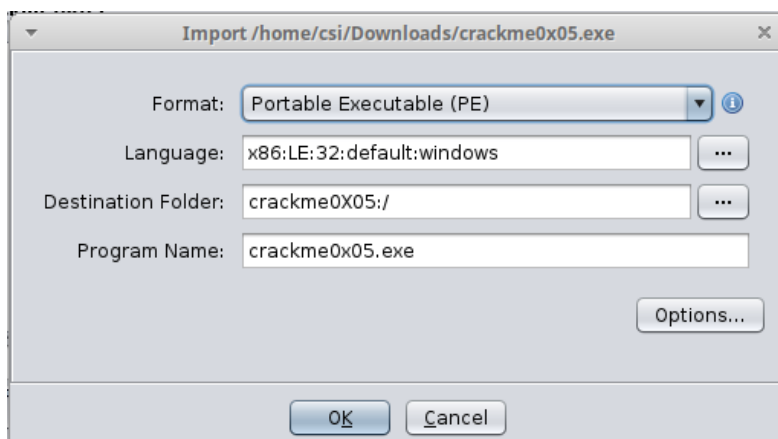 Import /home/csi/Downloads/crackme0x05.exe
Format: Portable Executable (PE)
Language: x86:LE:32:default:windows ...
Destination Folder: crackme0X05:/ ...
Program Name: crackme0x05.exe
Options...
OK Cancel